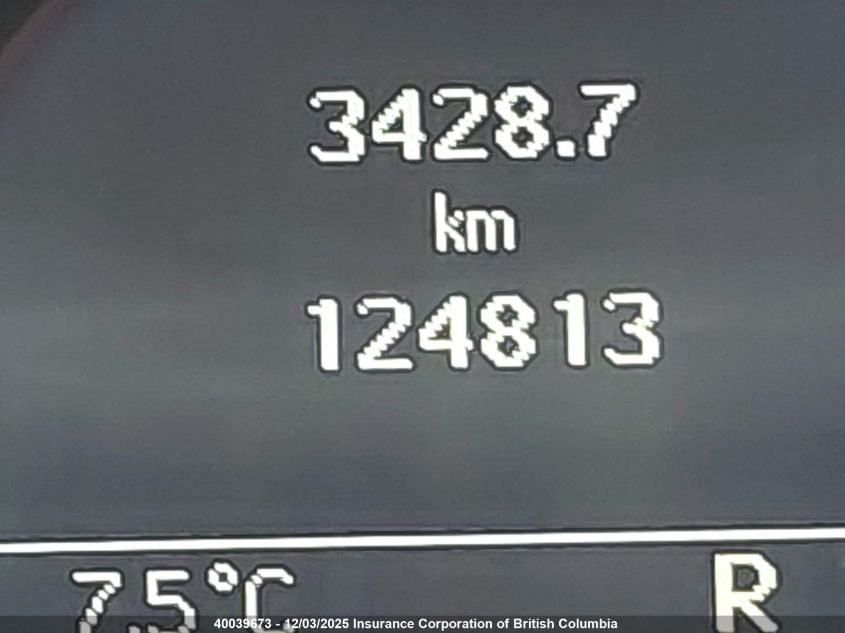 3428.7
km
124813
7.5°C R
40039673 - 12/03/2025 Insurance Corporation of British Columbia